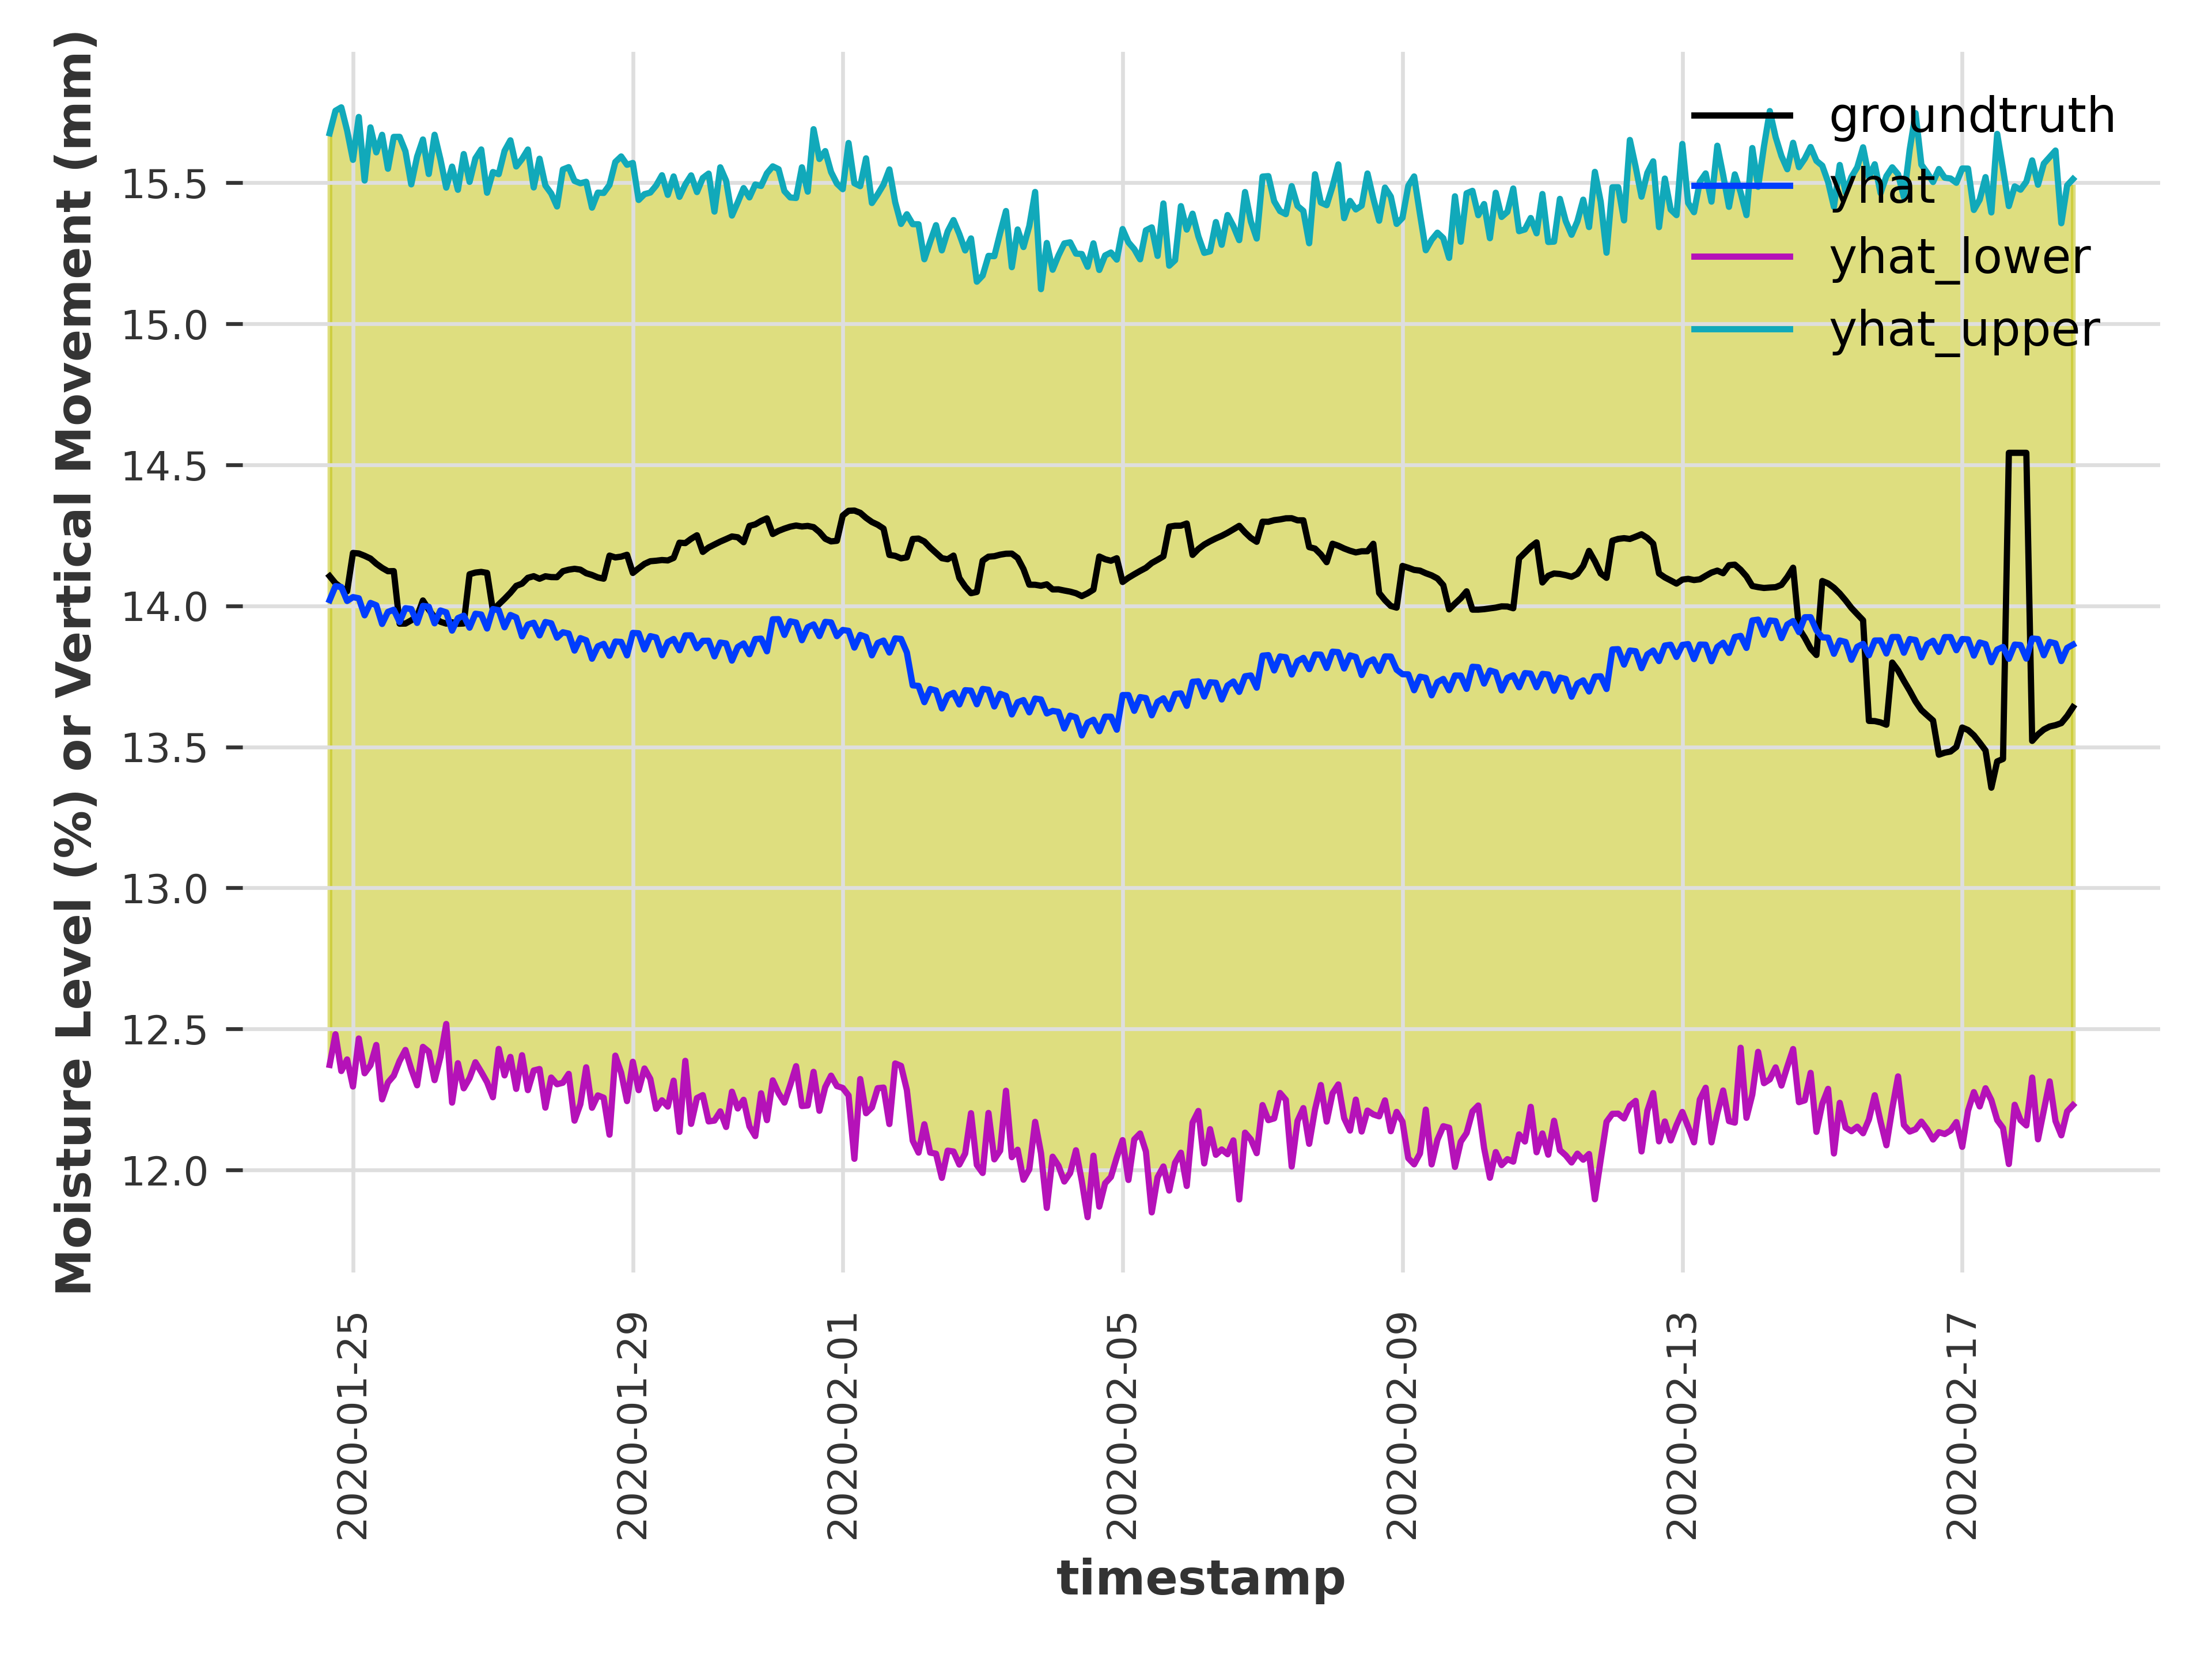 Moisture Level (%) or Vertical Movement (mm)
15.5
15.0
14.5
14.0
13.5
13.0
12.5
12.0
groundtruth
yhat
yhat_lower
yhat_upper
2020-01-25
2020-01-29
2020-02-01
2020-02-05
2020-02-09
2020-02-13
2020-02-17
timestamp